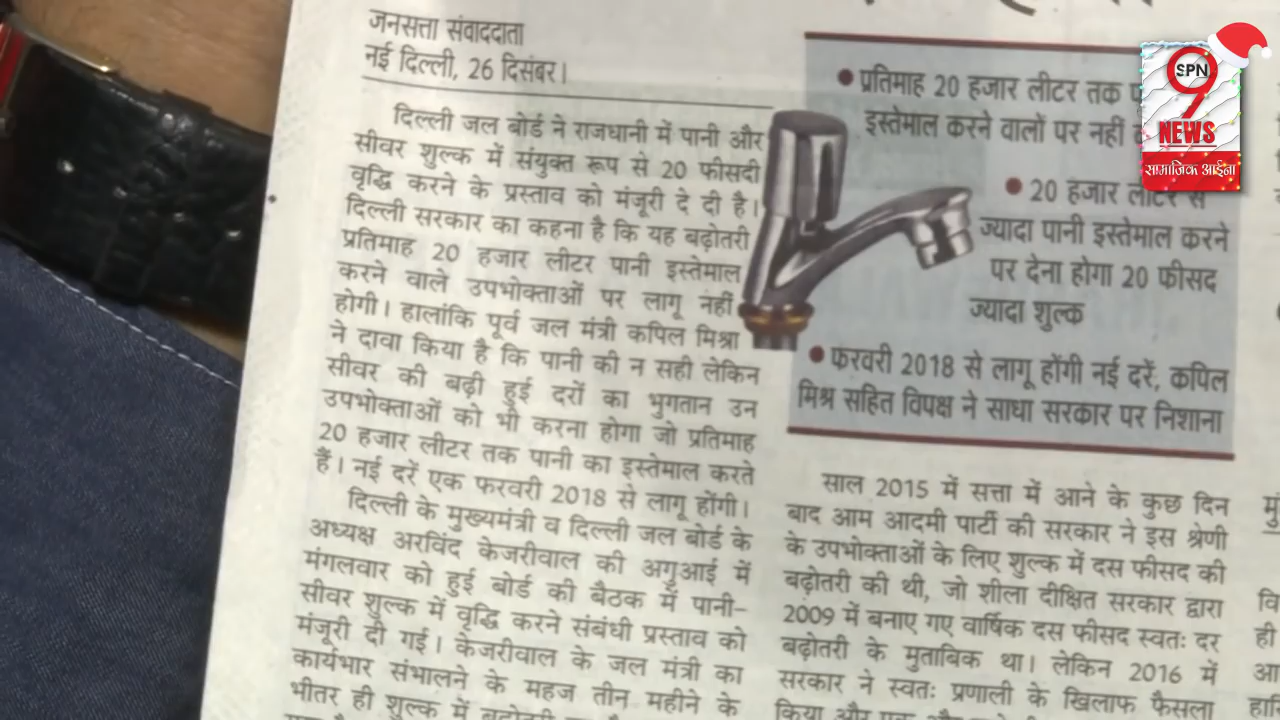 जनसत्ता संवाददाता
नई दिल्ली, 26 दिसंबर।
दिल्ली जल बोर्ड ने राजधानी में पानी और
सीवर शुल्क में संयुक्त रूप से 20 फीसदी
वृद्धि करने के प्रस्ताव को मंजूरी दे दी है।
दिल्ली सरकार का कहना है कि यह बढ़ोतरी
प्रतिमाह 20 हजार लीटर पानी इस्तेमाल
करने वाले उपभोक्ताओं पर लागू नहीं
होगी। हालांकि पूर्व जल मंत्री कपिल मिश्रा
ने दावा किया है कि पानी की न सही लेकिन
सीवर की बढ़ी हुई दरों का भुगतान उन
उपभोक्ताओं को भी करना होगा जो प्रतिमाह
20 हजार लीटर तक पानी का इस्तेमाल करते
हैं। नई दरें एक फरवरी 2018 से लागू होंगी।
दिल्ली के मुख्यमंत्री व दिल्ली जल बोर्ड के
अध्यक्ष अरविंद केजरीवाल की अगुआई में
मंगलवार को हुई बोर्ड की बैठक में पानी-
सीवर शुल्क में वृद्धि करने संबंधी प्रस्ताव को
मंजूरी दी गई। केजरीवाल के जल मंत्री का
कार्यभार संभालने के महज तीन महीने के
भीतर ही शुल्क में
• प्रतिमाह 20 हजार लीटर तक
इस्तेमाल करने वालों पर नहीं
• 20 हजार लीटर से
ज्यादा पानी इस्तेमाल करने
पर देना होगा 20 फीसद
ज्यादा शुल्क
• फरवरी 2018 से लागू होंगी नई दरें, कपिल
मिश्र सहित विपक्ष ने साधा सरकार पर निशाना
साल 2015 में सत्ता में आने के कुछ दिन
बाद आम आदमी पार्टी की सरकार ने इस श्रेणी
के उपभोक्ताओं के लिए शुल्क में दस फीसद की
बढ़ोतरी की थी, जो शीला दीक्षित सरकार द्वारा
2009 में बनाए गए वार्षिक दस फीसद स्वतः दर
बढ़ोतरी के मुताबिक था। लेकिन 2016 में
सरकार ने स्वतः प्रणाली के खिलाफ फैसला
किया और
SPN
9
NEWS
सामाजिक आईना